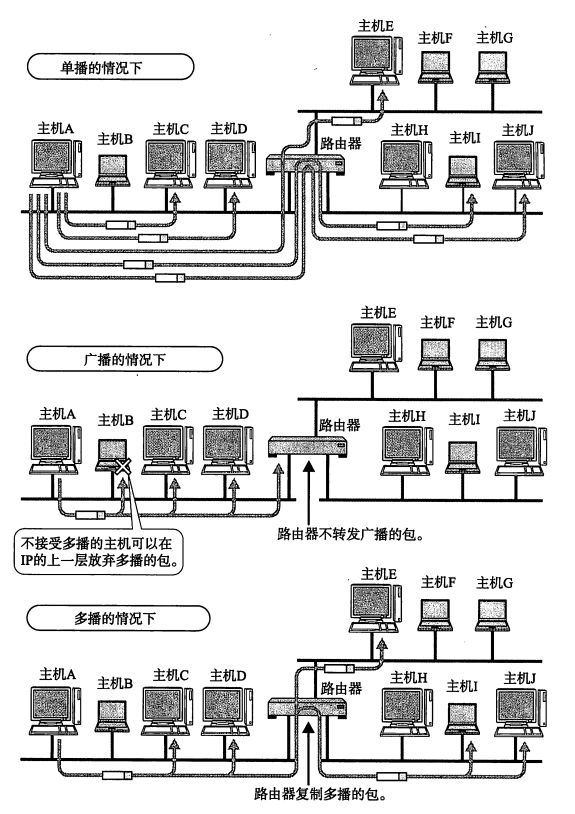 单播的情况下
主机E
主机F
主机G
主机A
主机B
主机C
主机D
路由器
主机H
主机I
主机J
广播的情况下
主机E
主机F
主机G
主机A
主机B
主机C
主机D
路由器
主机H
主机I
主机J
不接受多播的主机可以在
IP的上一层放弃多播的包。
路由器不转发广播的包。
多播的情况下
主机E
主机F
主机G
主机A
主机B
主机C
主机D
路由器
主机H
主机I
主机J
路由器复制多播的包。